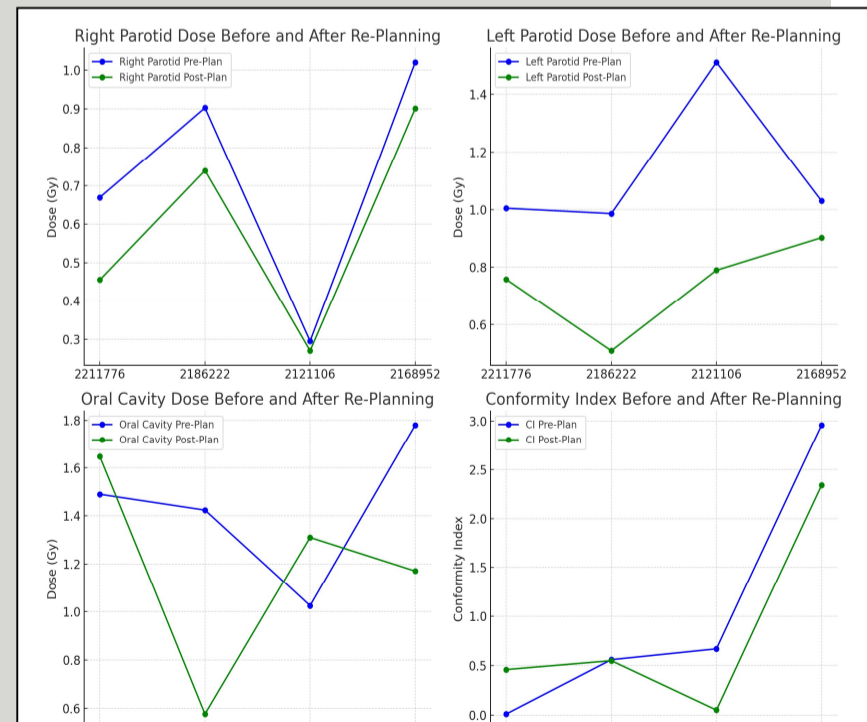 Right Parotid Dose Before and After Re-Planning
Right Parotid Pre-Plan
Right Parotid Post-Plan
1.0
0.9
0.8
0.7
0.6
0.5
0.4
0.3
Dose (Gy)
2211776
2186222
2121106
2168952
Left Parotid Dose Before and After Re-Planning
Left Parotid Pre-Plan
Left Parotid Post-Plan
1.4
1.2
1.0
0.8
0.6
Dose (Gy)
2211776
2186222
2121106
2168952
Oral Cavity Dose Before and After Re-Planning
Oral Cavity Pre-Plan
Oral Cavity Post-Plan
1.8
1.6
1.4
1.2
1.0
0.8
0.6
Dose (Gy)
Conformity Index Before and After Re-Planning
CI Pre-Plan
CI Post-Plan
3.0
2.5
2.0
1.5
1.0
0.5
0.0
Conformity Index